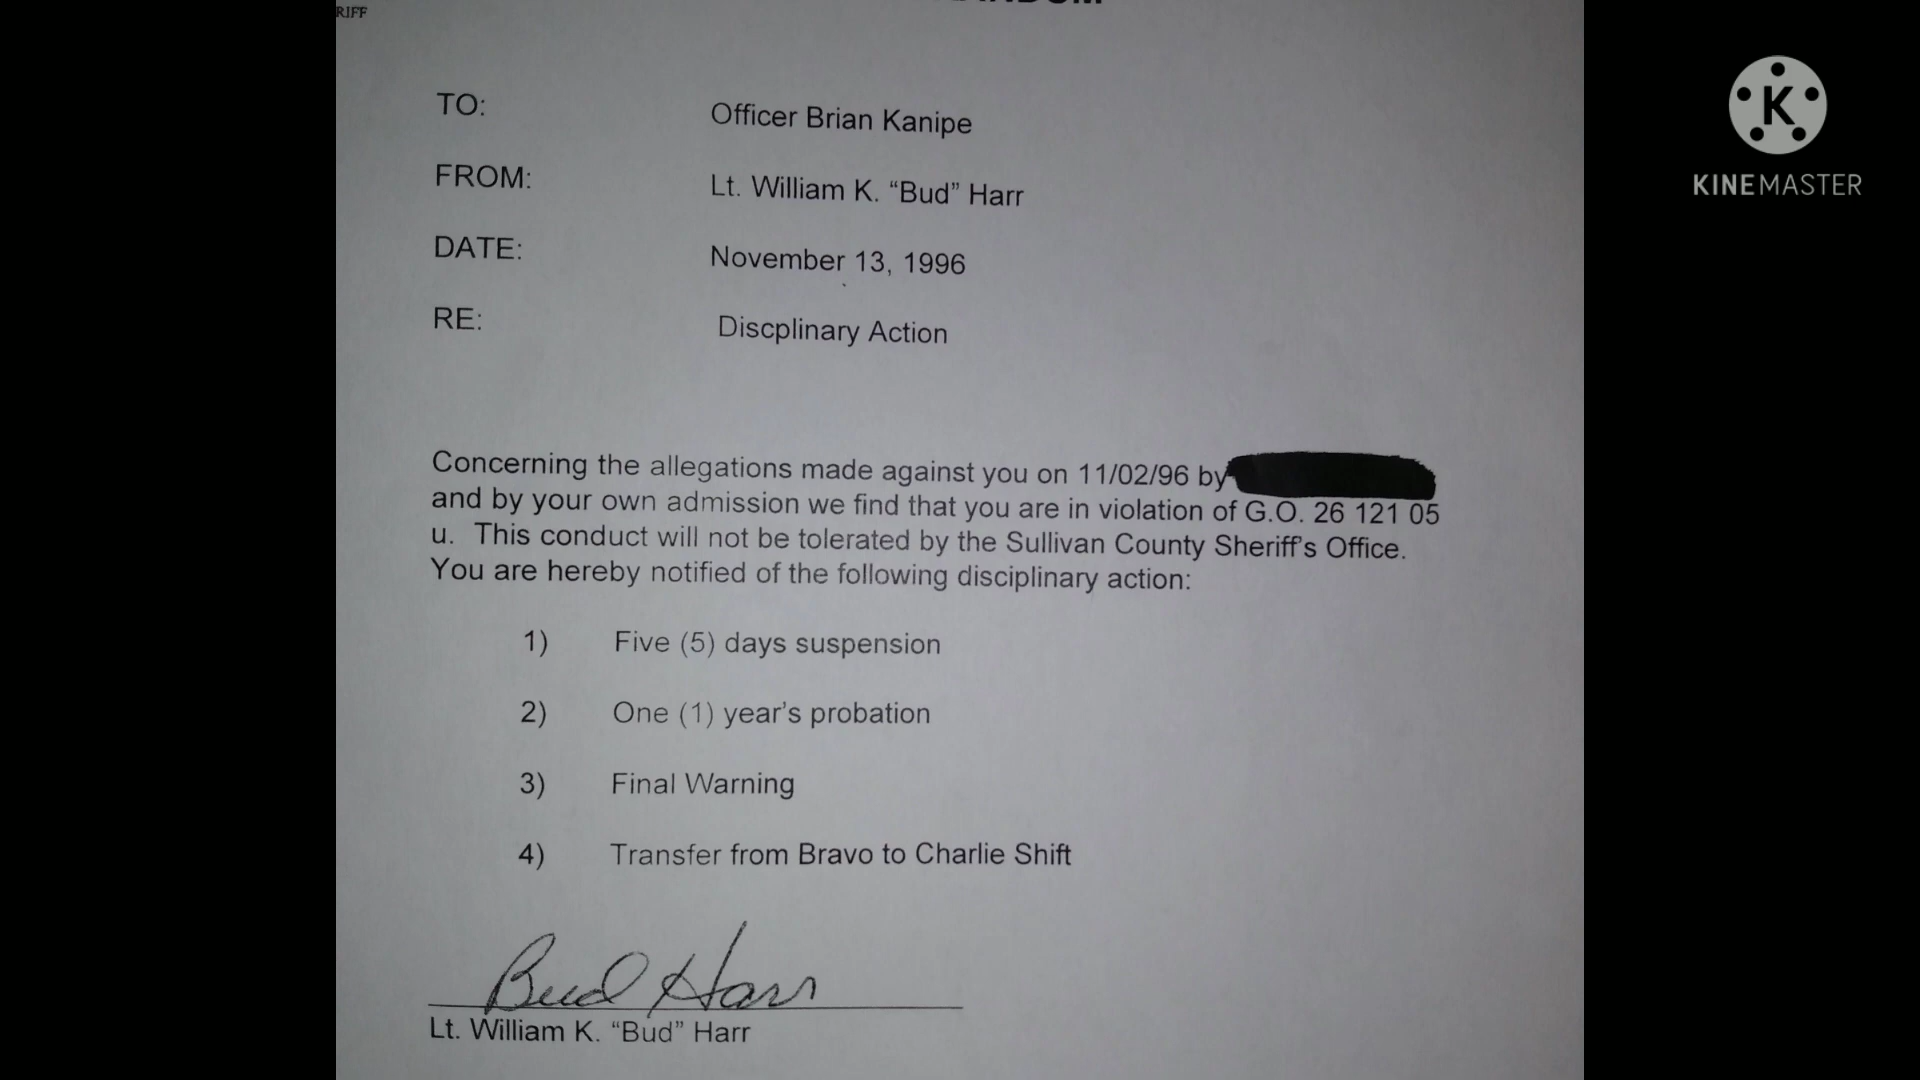 RIFF
TO: Officer Brian Kanipe
FROM: Lt. William K. “Bud” Harr
DATE: November 13, 1996
RE: Discplinary Action
Concerning the allegations made against you on 11/02/96 by
and by your own admission we find that you are in violation of G.O. 26 121 05
u. This conduct will not be tolerated by the Sullivan County Sheriff's Office.
You are hereby notified of the following disciplinary action:
1) Five (5) days suspension
2) One (1) year's probation
3) Final Warning
4) Transfer from Bravo to Charlie Shift
Bud Harr
Lt. William K. “Bud” Harr
K
KINEMASTER